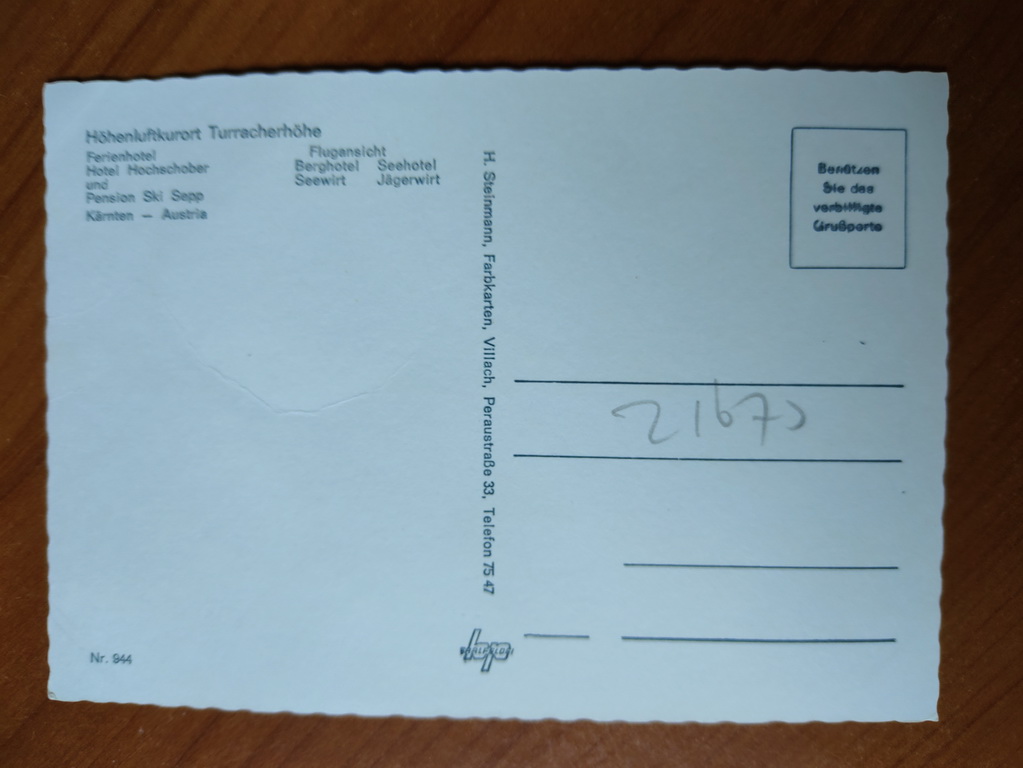 Höhenluftkurort Turracherhöhe
Ferienhotel
Hotel Hochschober
und
Pension Ski Sepp
Kärnten — Austria
Flugansicht
Berghotel Seehotel
Seewirt Jägerwirt
H. Steinmann, Farbkarten, Villach, Peraustraße 33, Telefon 75 47
Benützen
Sie das
verbilligte
Grußporto
Nr. 944